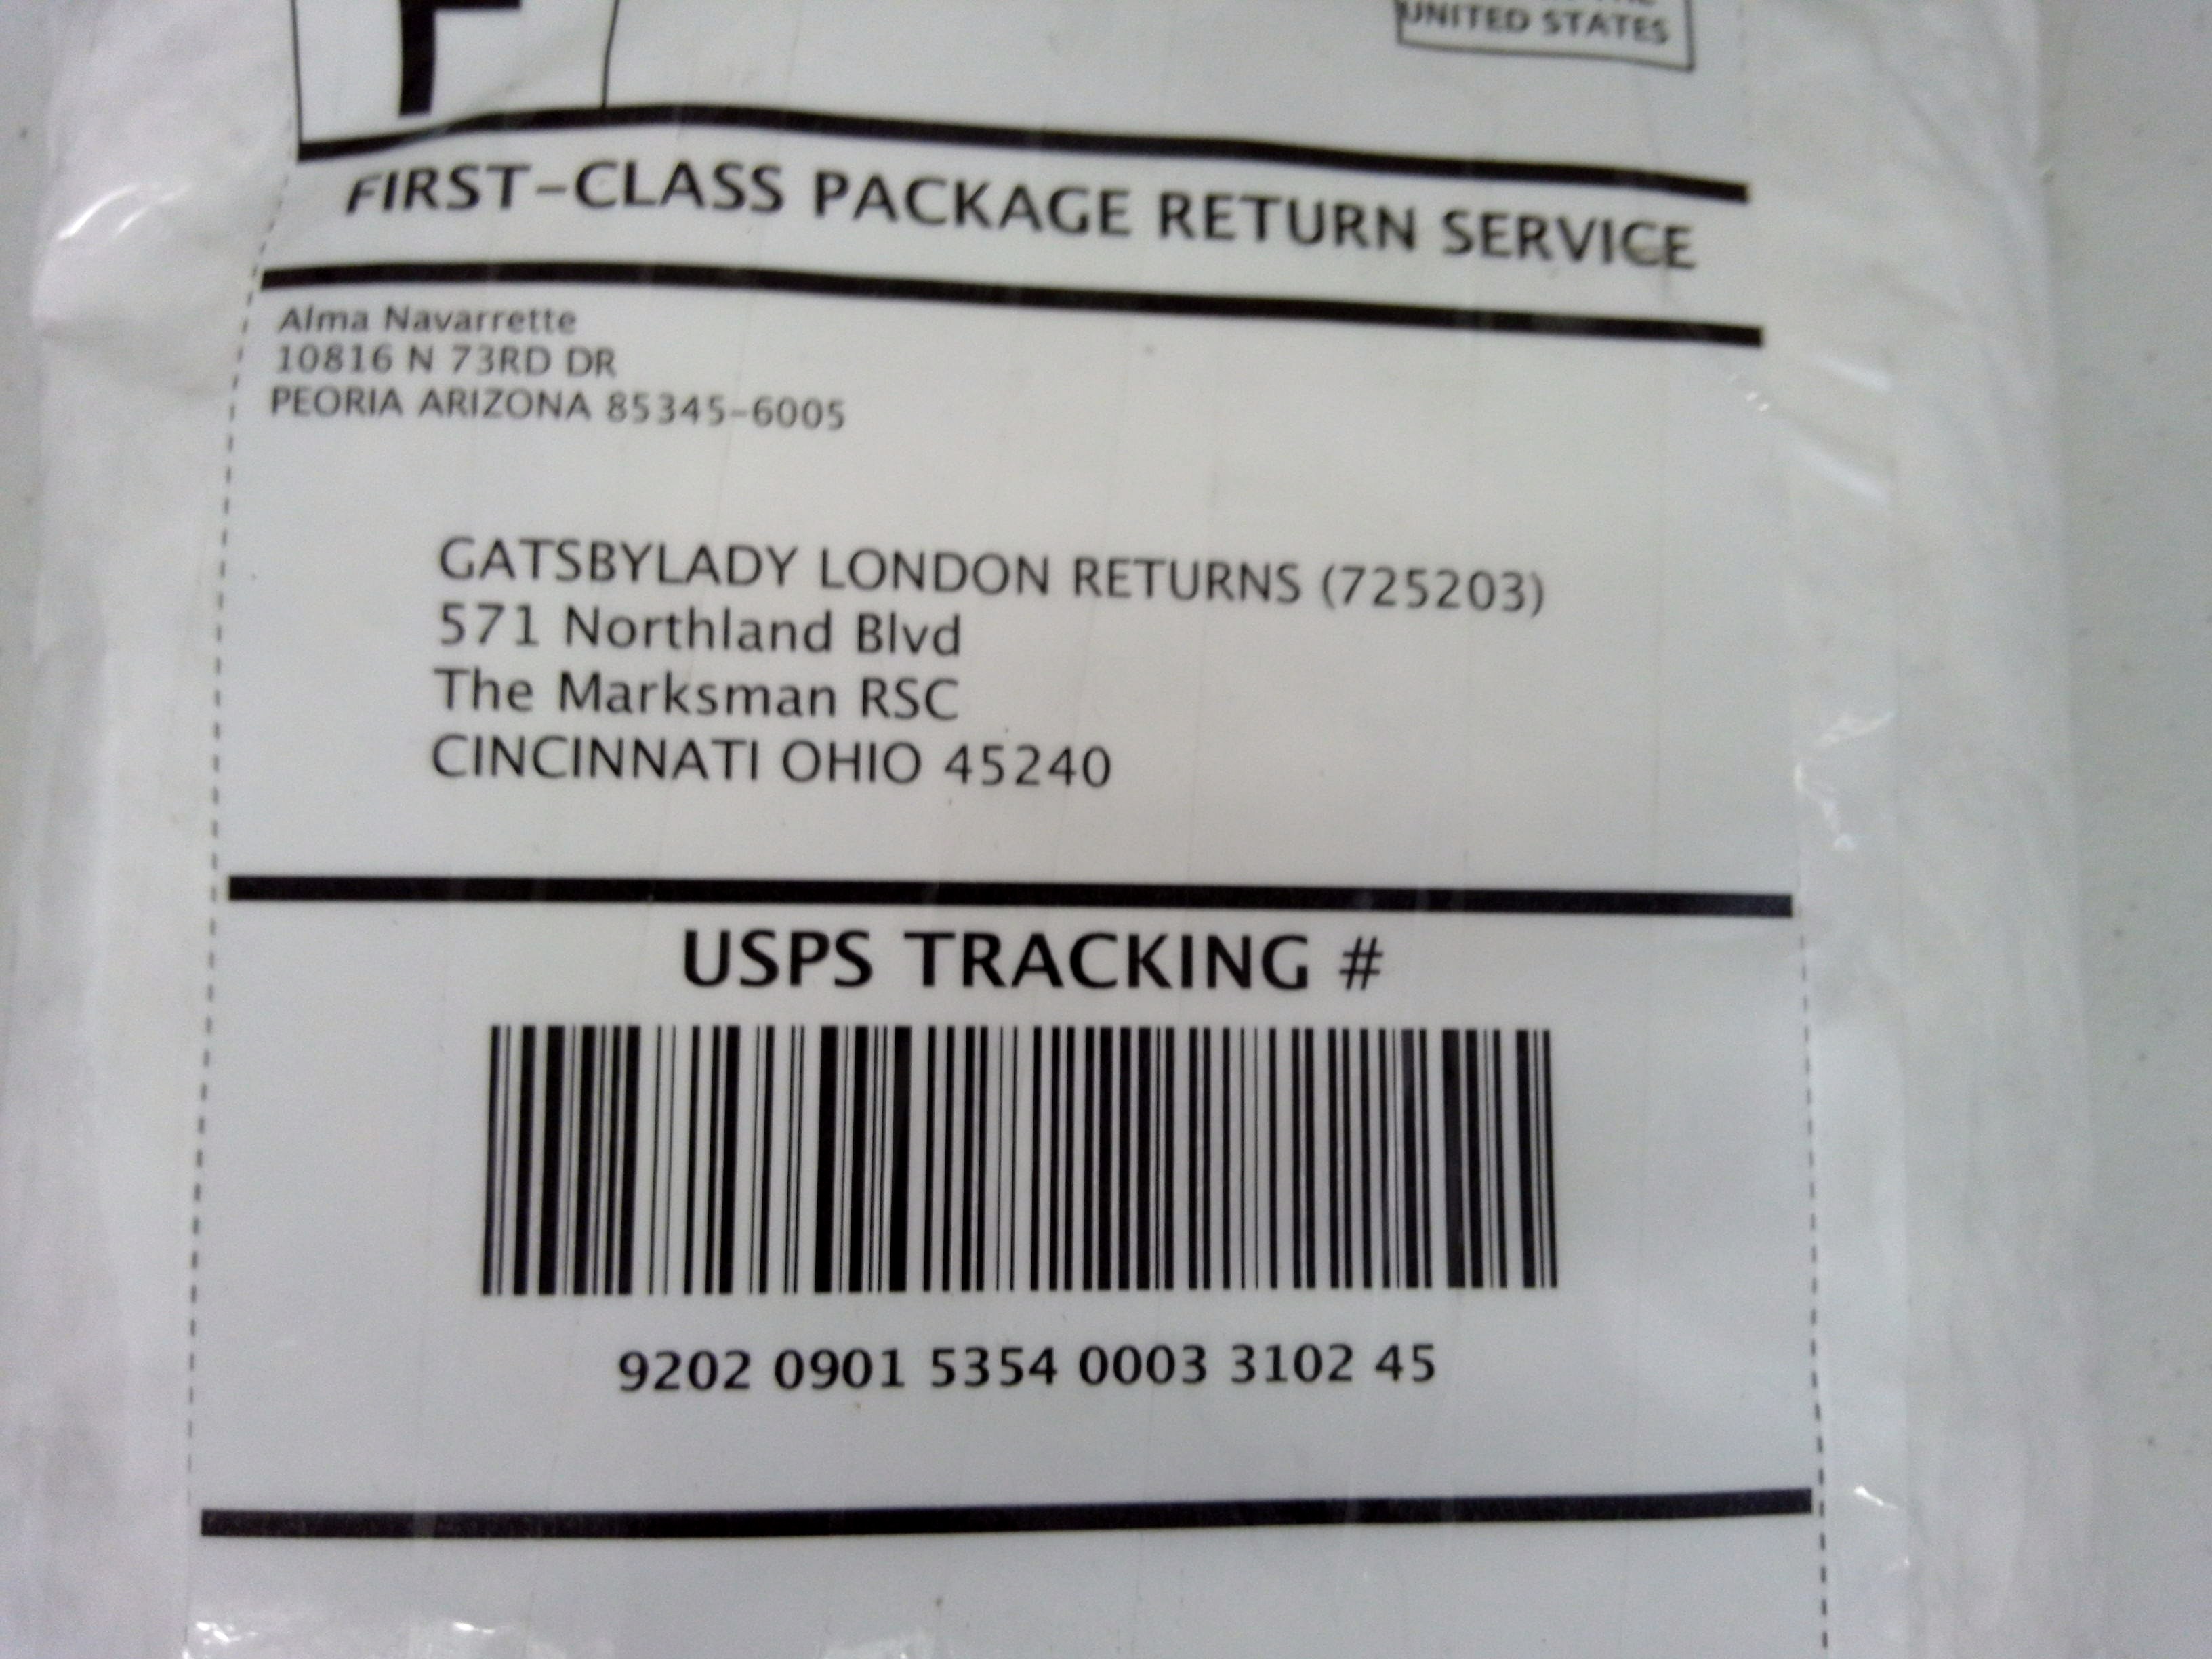 F
UNITED STATES
FIRST-CLASS PACKAGE RETURN SERVICE
Alma Navarrette
10816 N 73RD DR
PEORIA ARIZONA 85345-6005
GATSBYLADY LONDON RETURNS (725203)
571 Northland Blvd
The Marksman RSC
CINCINNATI OHIO 45240
USPS TRACKING #
9202 0901 5354 0003 3102 45